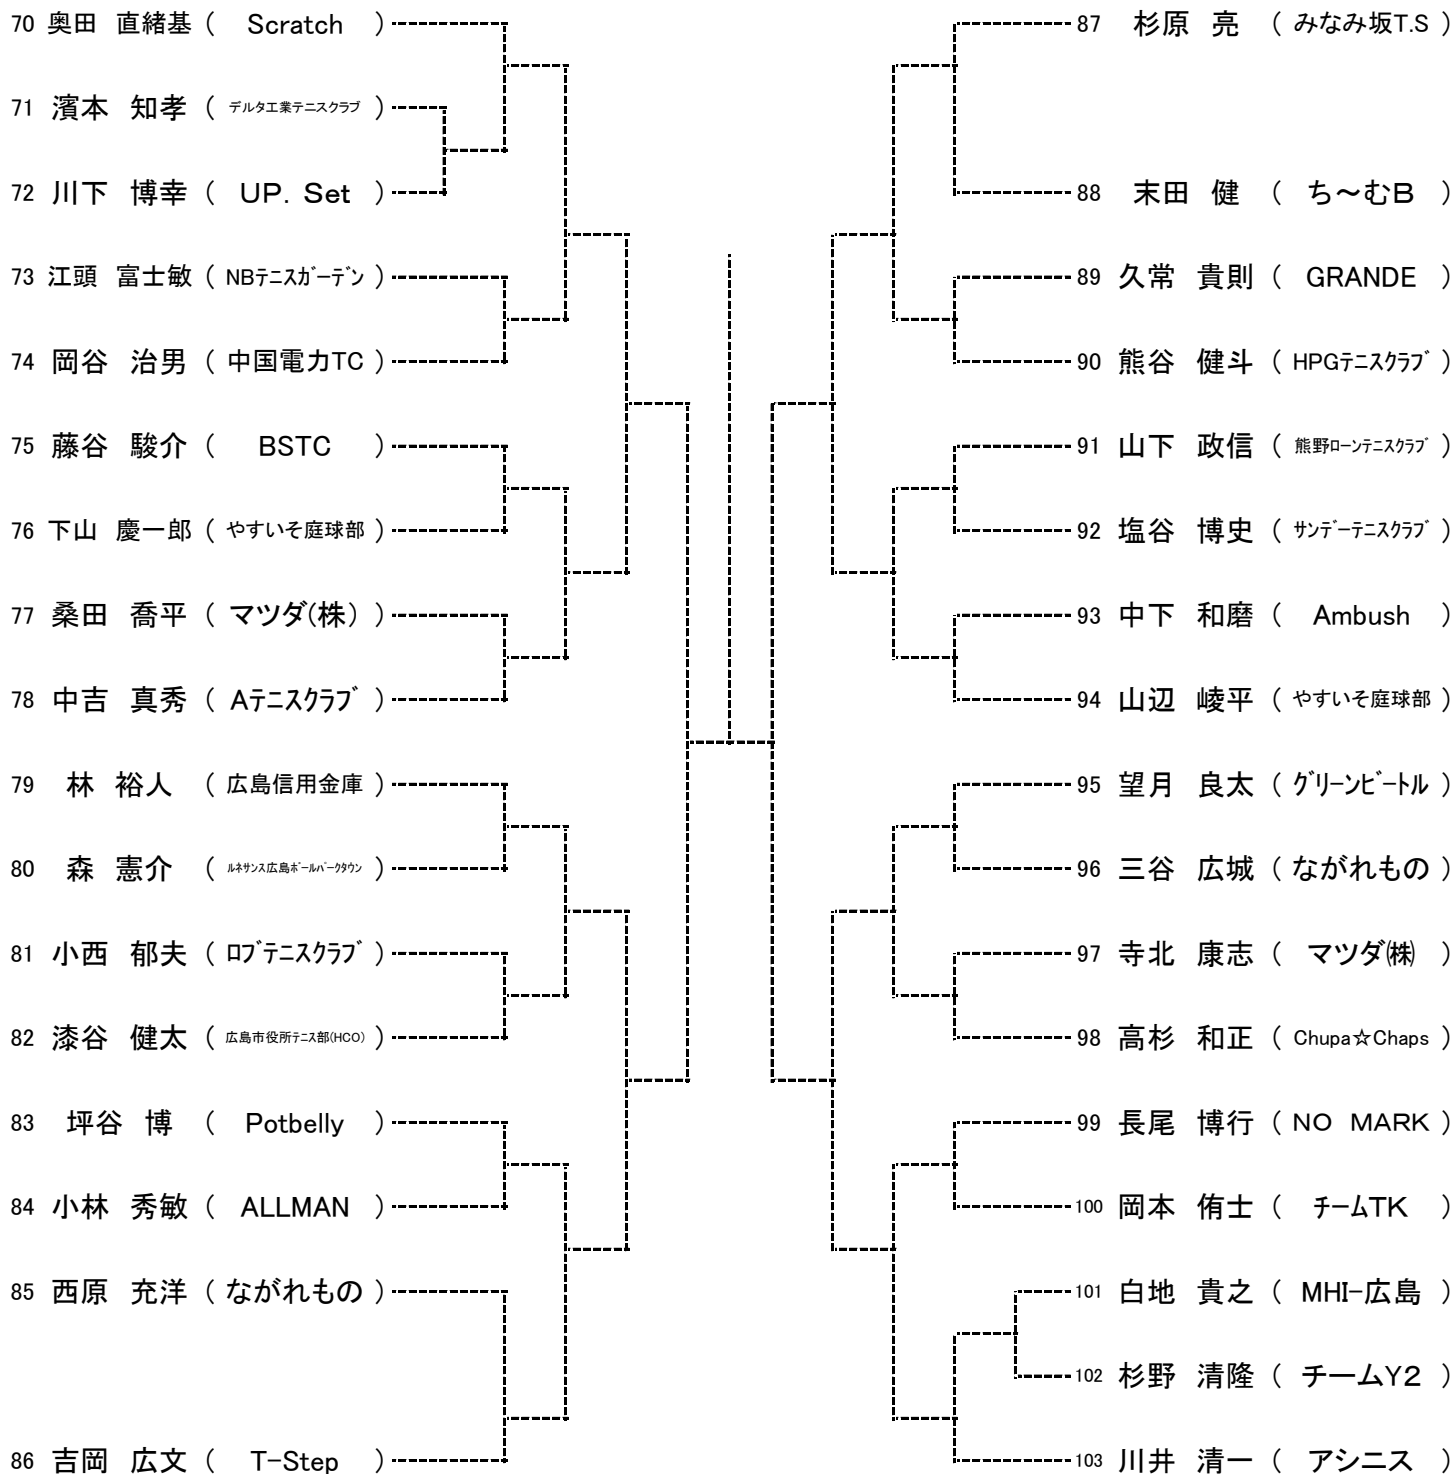 70 奥田 直緒基 ( Scratch )
71 濱本 知孝 ( デルタ工業テニスクラブ )
72 川下 博幸 ( UP. Set )
73 江頭 富士敏 ( NBテニスガーデン )
74 岡谷 治男 ( 中国電力TC )
75 藤谷 駿介 ( BSTC )
76 下山 慶一郎 ( やすいそ庭球部 )
77 桑田 喬平 ( マツダ(株) )
78 中吉 真秀 ( Aテニスクラブ )
79 林 裕人 ( 広島信用金庫 )
80 森 憲介 ( ルネサンス広島ボールパークタウン )
81 小西 郁夫 ( ロブテニスクラブ )
82 漆谷 健太 ( 広島市役所テニス部(HCO) )
83 坪谷 博 ( Potbelly )
84 小林 秀敏 ( ALLMAN )
85 西原 充洋 ( ながれもの )
86 吉岡 広文 ( T-Step )
87 杉原 亮 ( みなみ坂T.S )
88 末田 健 ( ち～むB )
89 久常 貴則 ( GRANDE )
90 熊谷 健斗 ( HPGテニスクラブ )
91 山下 政信 ( 熊野ローンテニスクラブ )
92 塩谷 博史 ( サンデーテニスクラブ )
93 中下 和磨 ( Ambush )
94 山辺 崚平 ( やすいそ庭球部 )
95 望月 良太 ( グリーンビートル )
96 三谷 広城 ( ながれもの )
97 寺北 康志 ( マツダ㈱ )
98 高杉 和正 ( Chupa☆Chaps )
99 長尾 博行 ( NO MARK )
100 岡本 侑士 ( チームTK )
101 白地 貴之 ( MHI-広島 )
102 杉野 清隆 ( チームY2 )
103 川井 清一 ( アシニス )